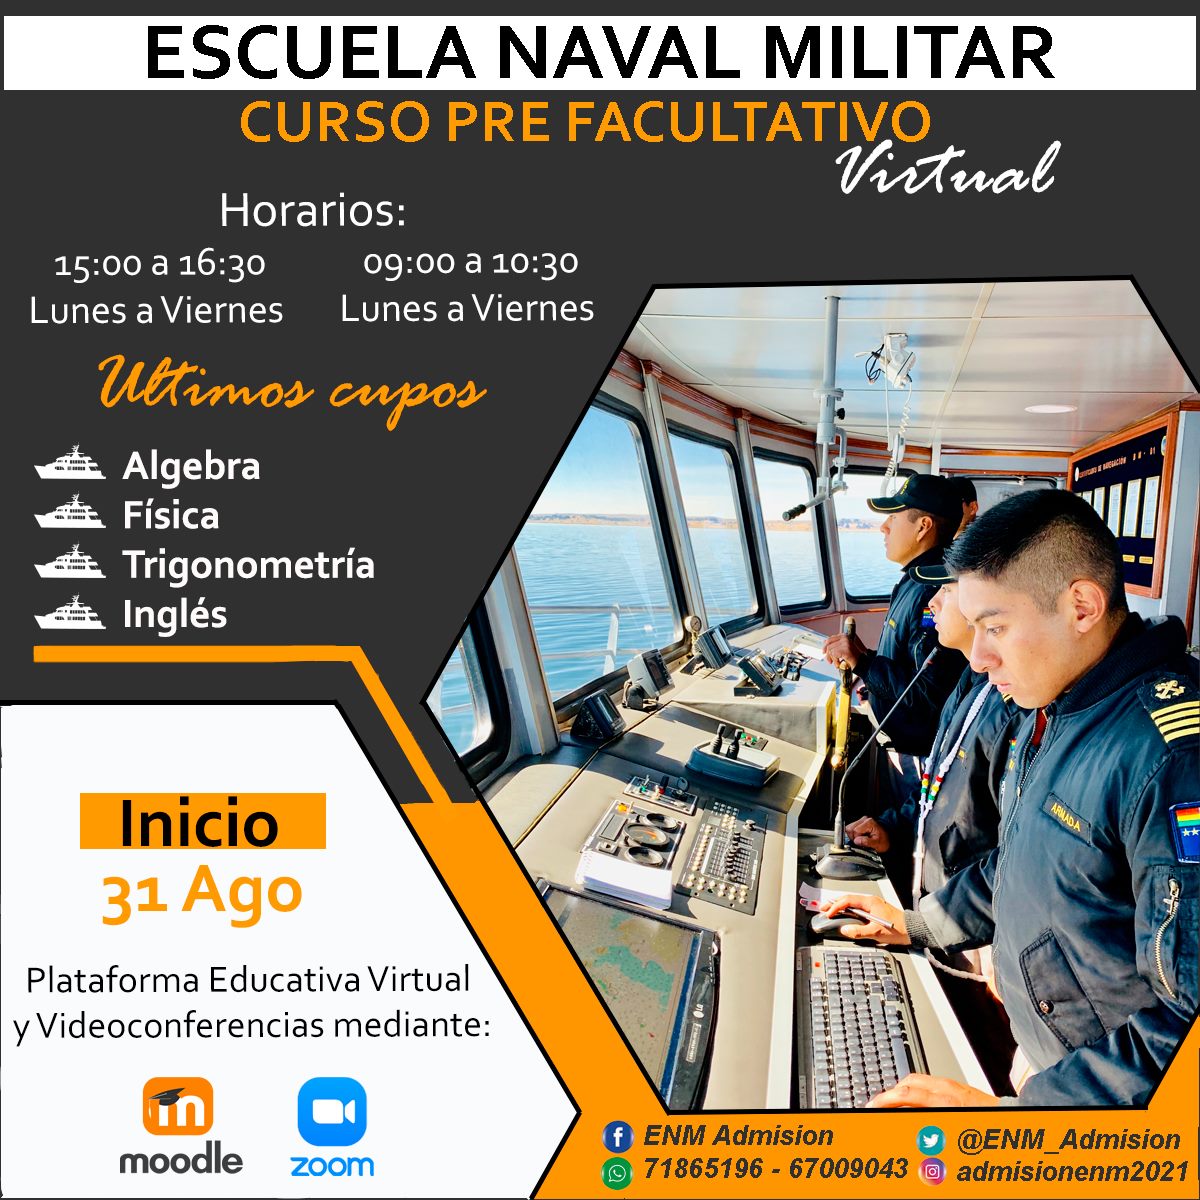 ESCUELA NAVAL MILITAR
CURSO PRE FACULTATIVO
Virtual
Horarios:
15:00 a 16:30
Lunes a Viernes
09:00 a 10:30
Lunes a Viernes
Ultimos cupos
Algebra
Física
Trigonometría
Inglés
Inicio
31 Ago
Plataforma Educativa Virtual
y Videoconferencias mediante:
moodle
zoom
ARMADA
ENM Admision
71865196 - 67009043
@ENM_Admision
admisionenm2021